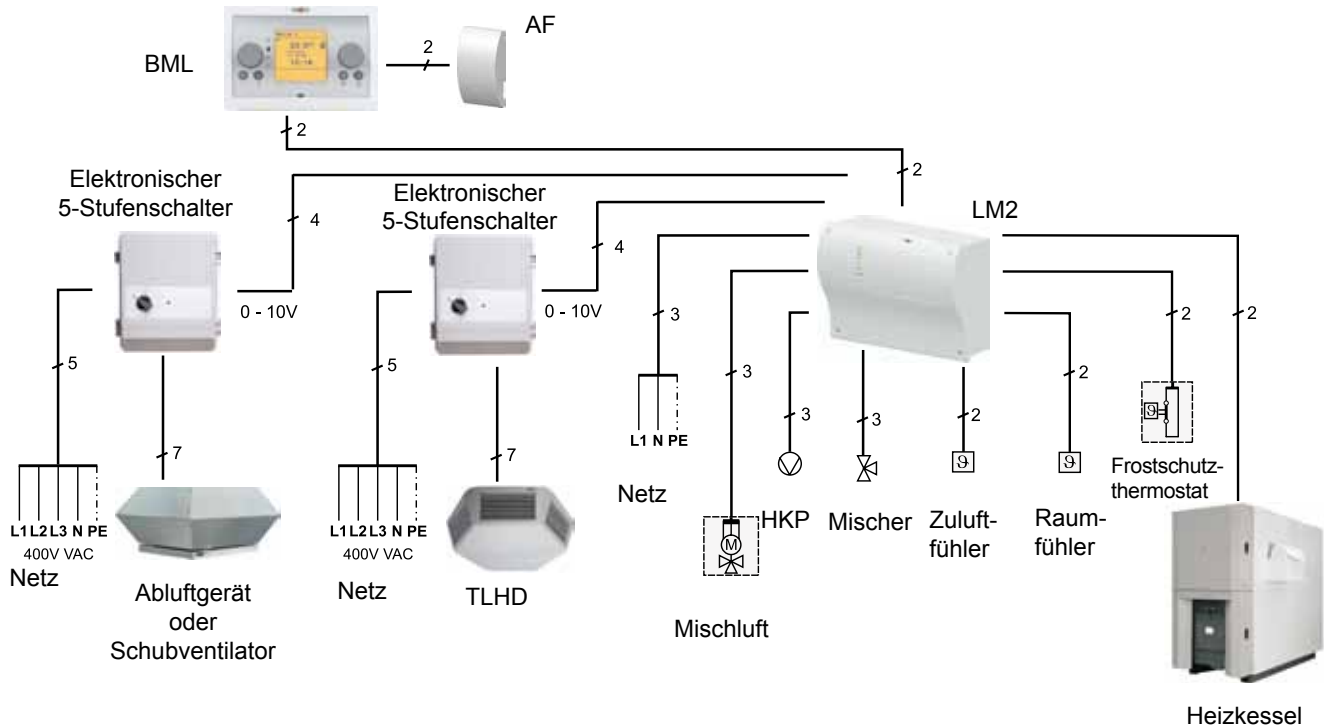 AF
BML
2
2
2
Elektronischer
5-Stufenschalter
Elektronischer
5-Stufenschalter
LM2
4
4
0 - 10V
0 - 10V
5
5
3
3
3
3
2
2
2
2
7
7
L1 N PE
Netz
L1 L2 L3 N PE
400V VAC
Netz
L1 L2 L3 N PE
400V VAC
Netz
Abluftgerät
oder
Schubventilator
TLHD
M
Mischluft
HKP
Mischer
ϑ
Zuluft-
fühler
ϑ
Raum-
fühler
ϑ
Frostschutz-
thermostat
Heizkessel